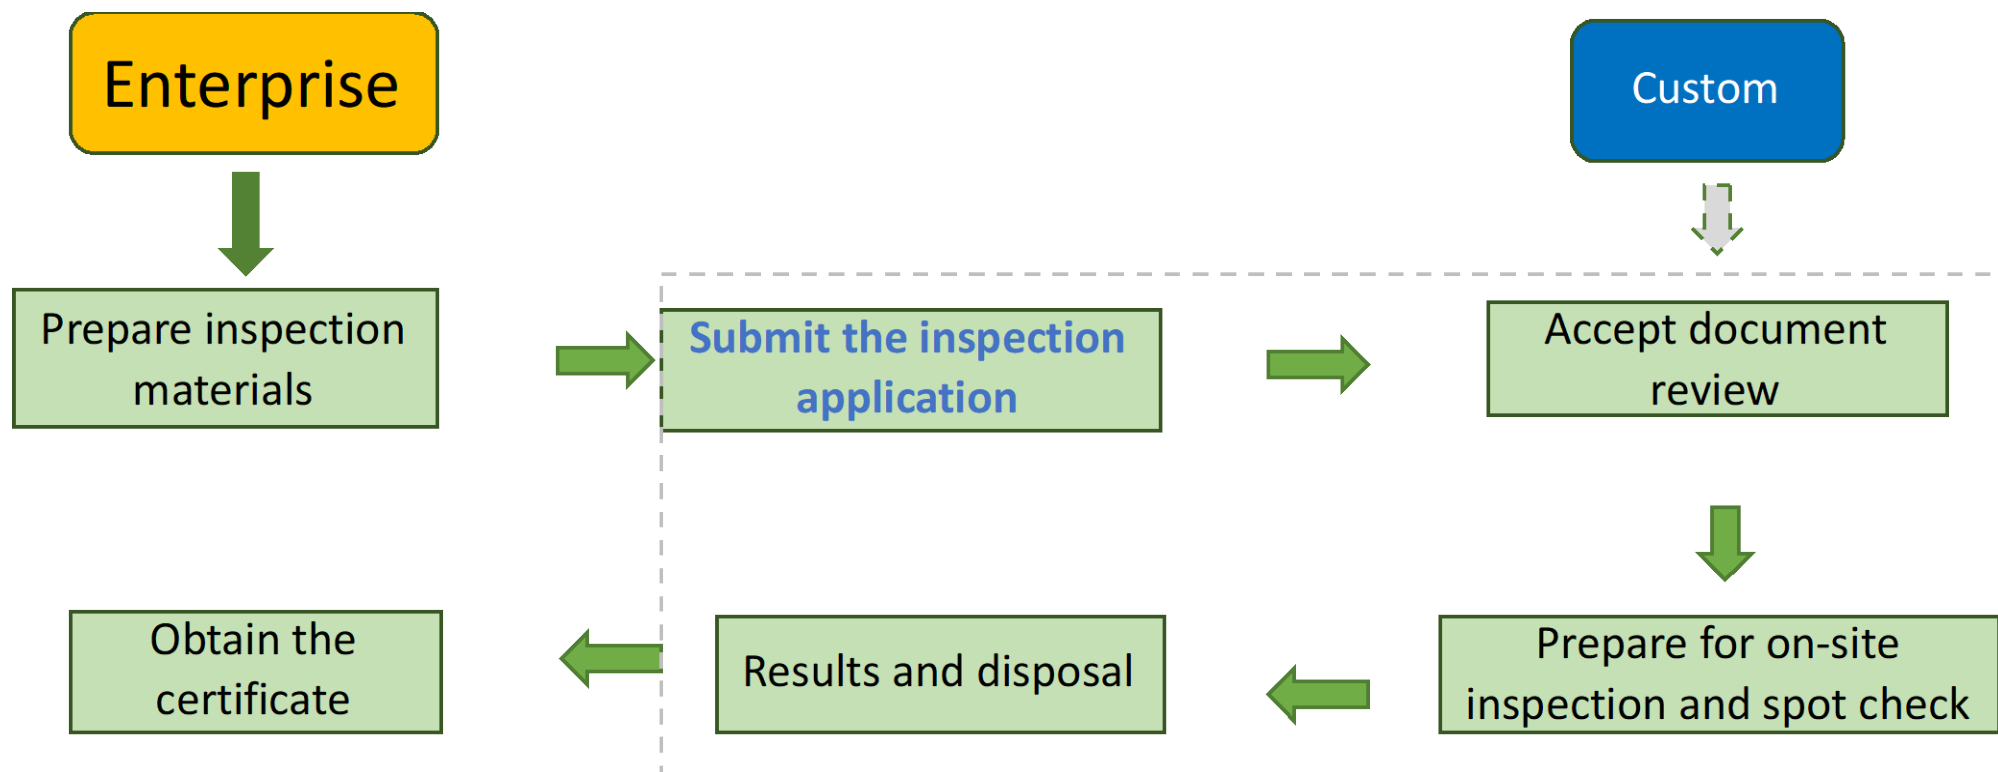 Enterprise
Custom
Prepare inspection
materials
Submit the inspection
application
Accept document
review
Obtain the
certificate
Results and disposal
Prepare for on-site
inspection and spot check